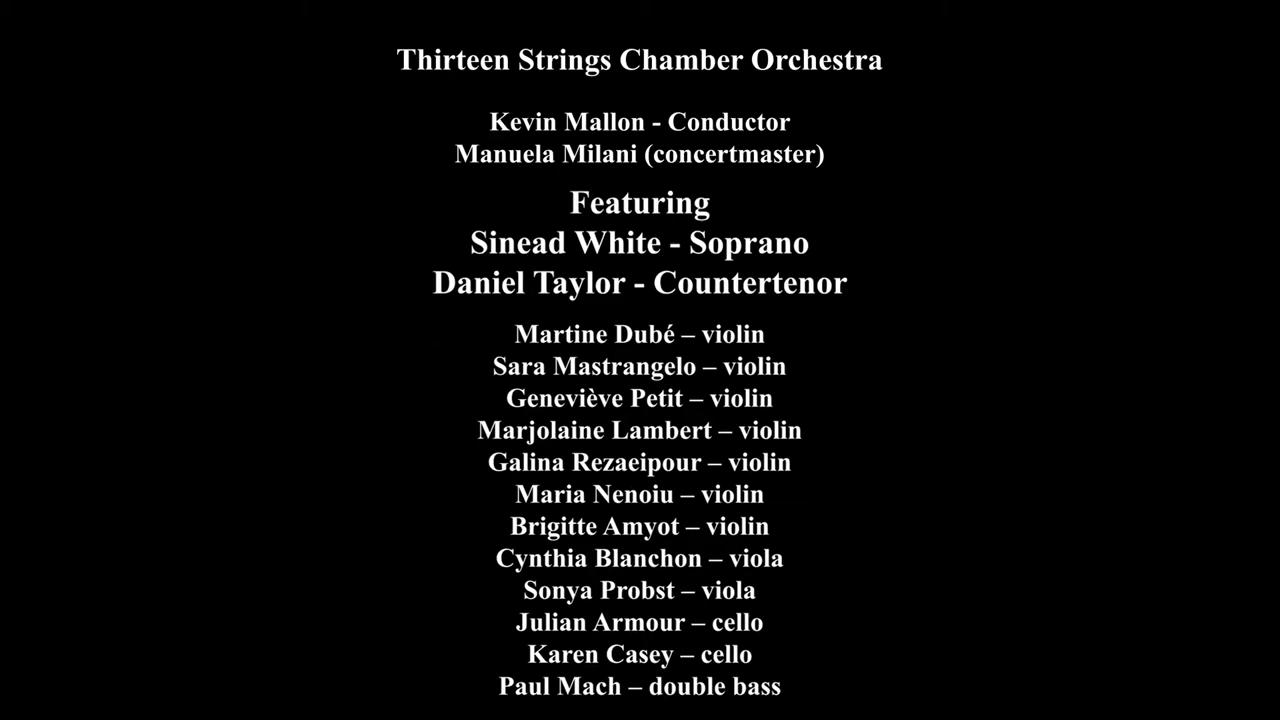 Thirteen Strings Chamber Orchestra
Kevin Mallon - Conductor
Manuela Milani (concertmaster)
Featuring
Sinead White - Soprano
Daniel Taylor - Countertenor
Martine Dubé – violin
Sara Mastrangelo – violin
Geneviève Petit – violin
Marjolaine Lambert – violin
Galina Rezaeipour – violin
Maria Nenoiu – violin
Brigitte Amyot – violin
Cynthia Blanchon – viola
Sonya Probst – viola
Julian Armour – cello
Karen Casey – cello
Paul Mach – double bass